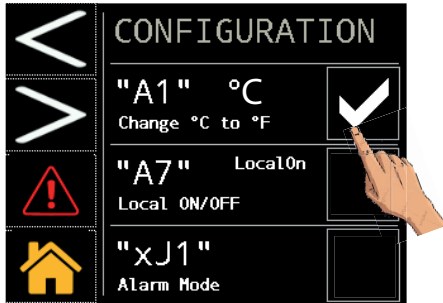 CONFIGURATION
"A1" °C
Change °C to °F
"A7" LocalOn
Local ON/OFF
"xJ1"
Alarm Mode